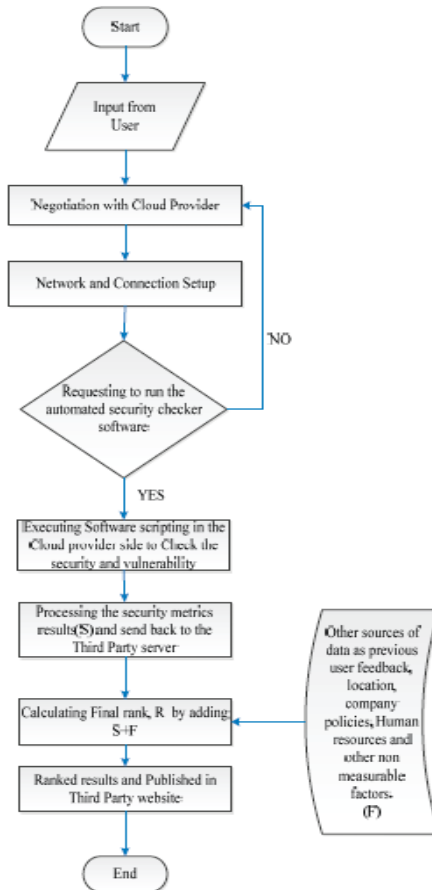 Start
Input from
User
Negotiation with Cloud Provider
Network and Connection Setup
NO
Requesting to run the
automated security checker
software
YES
Executing Software scripting in the
Cloud provider side to Check the
security and vulnerability
Processing the security metrics
results(S) and send back to the
Third Party server
Other sources of
data as previous
user feedback,
location,
company
policies, Human
resources and
other non
measurable
factors.
(F)
Calculating Final rank, R by adding
S+F
Ranked results and Published in
Third Party website
End